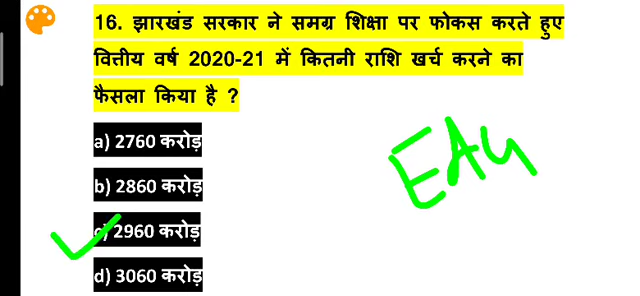 16. झारखंड सरकार ने समग्र शिक्षा पर फोकस करते हुए
वित्तीय वर्ष 2020-21 में कितनी राशि खर्च करने का
फैसला किया है ?
a) 2760 करोड़
b) 2860 करोड़
c) 2960 करोड़
d) 3060 करोड़
EAy